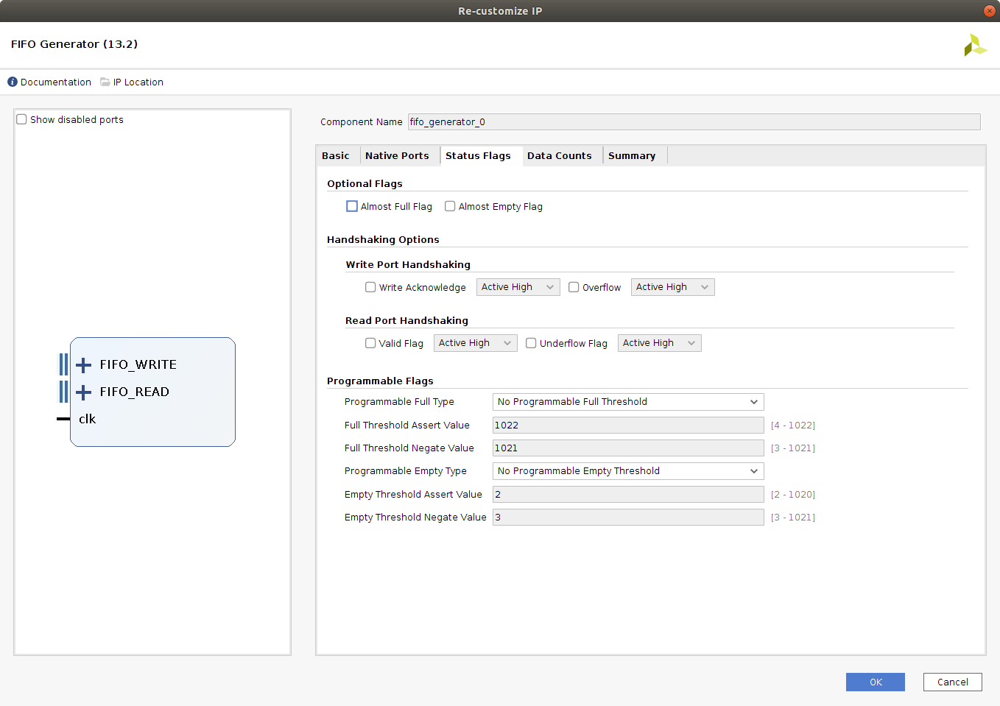 Re-customize IP
FIFO Generator (13.2)
Documentation IP Location
Show disabled ports
FIFO_WRITE
FIFO_READ
clk
Component Name fifo_generator_0
Basic Native Ports Status Flags Data Counts Summary
Optional Flags
Almost Full Flag Almost Empty Flag
Handshaking Options
Write Port Handshaking
Write Acknowledge Active High Overflow Active High
Read Port Handshaking
Valid Flag Active High Underflow Flag Active High
Programmable Flags
Programmable Full Type No Programmable Full Threshold
Full Threshold Assert Value 1022 [4 - 1022]
Full Threshold Negate Value 1021 [3 - 1021]
Programmable Empty Type No Programmable Empty Threshold
Empty Threshold Assert Value 2 [2 - 1020]
Empty Threshold Negate Value 3 [3 - 1021]
OK Cancel